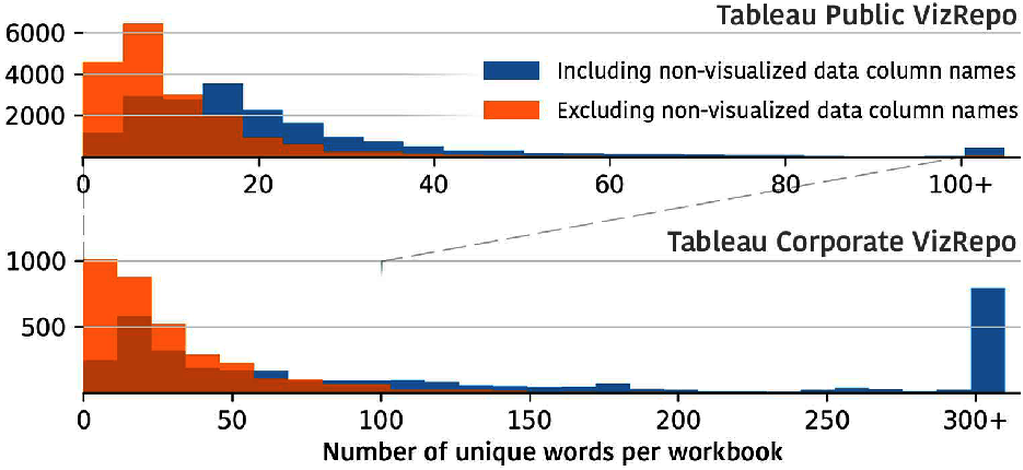 Tableau Public VizRepo
6000
4000
2000
Including non-visualized data column names
Excluding non-visualized data column names
0 20 40 60 80 100+
Tableau Corporate VizRepo
1000
500
0 50 100 150 200 250 300+
Number of unique words per workbook